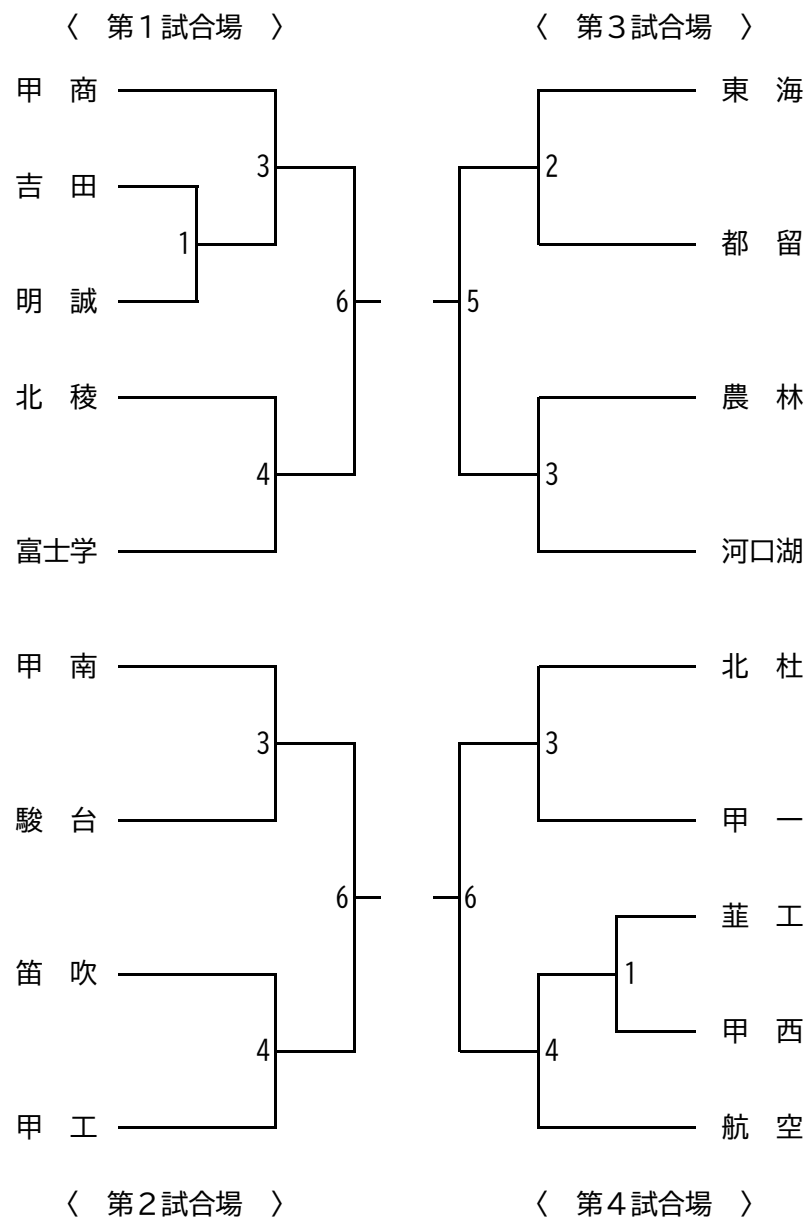 〈　第1試合場　〉
甲　商
3
吉　田
1
明　誠
6
北　稜
4
富士学
〈　第3試合場　〉
東　海
2
都　留
5
農　林
3
河口湖
甲　南
3
駿　台
6
笛　吹
4
甲　工
〈　第2試合場　〉
北　杜
3
甲　一
6
韮　工
1
甲　西
4
航　空
〈　第4試合場　〉